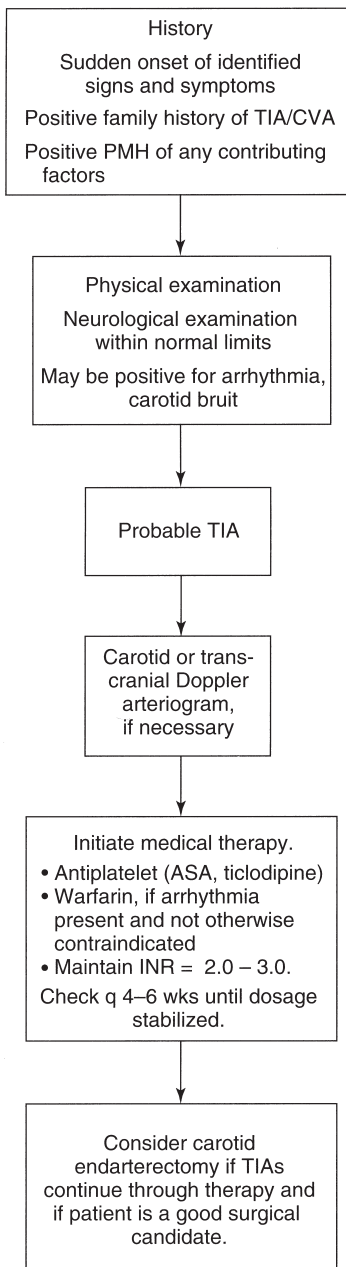 History
Sudden onset of identified
signs and symptoms
Positive family history of TIA/CVA
Positive PMH of any contributing
factors
Physical examination
Neurological examination
within normal limits
May be positive for arrhythmia,
carotid bruit
Probable TIA
Carotid or trans-
cranial Doppler
arteriogram,
if necessary
Initiate medical therapy.
• Antiplatelet (ASA, ticlodipine)
• Warfarin, if arrhythmia
present and not otherwise
contraindicated
• Maintain INR = 2.0 – 3.0.
Check q 4–6 wks until dosage
stabilized.
Consider carotid
endarterectomy if TIAs
continue through therapy and
if patient is a good surgical
candidate.